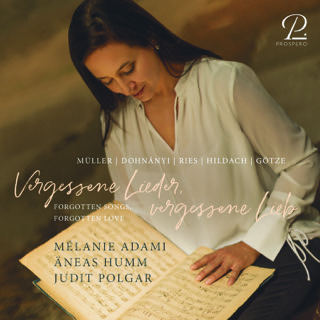 P.
PROSPERO
MÜLLER | DOHNÁNYI | RIES | HILDACH | GÖTZE
Vergessene Lieder,
vergessene Lieb
FORGOTTEN SONGS,
FORGOTTEN LOVE
MÉLANIE ADAMI
ÄNEAS HUMM
JUDIT POLGAR